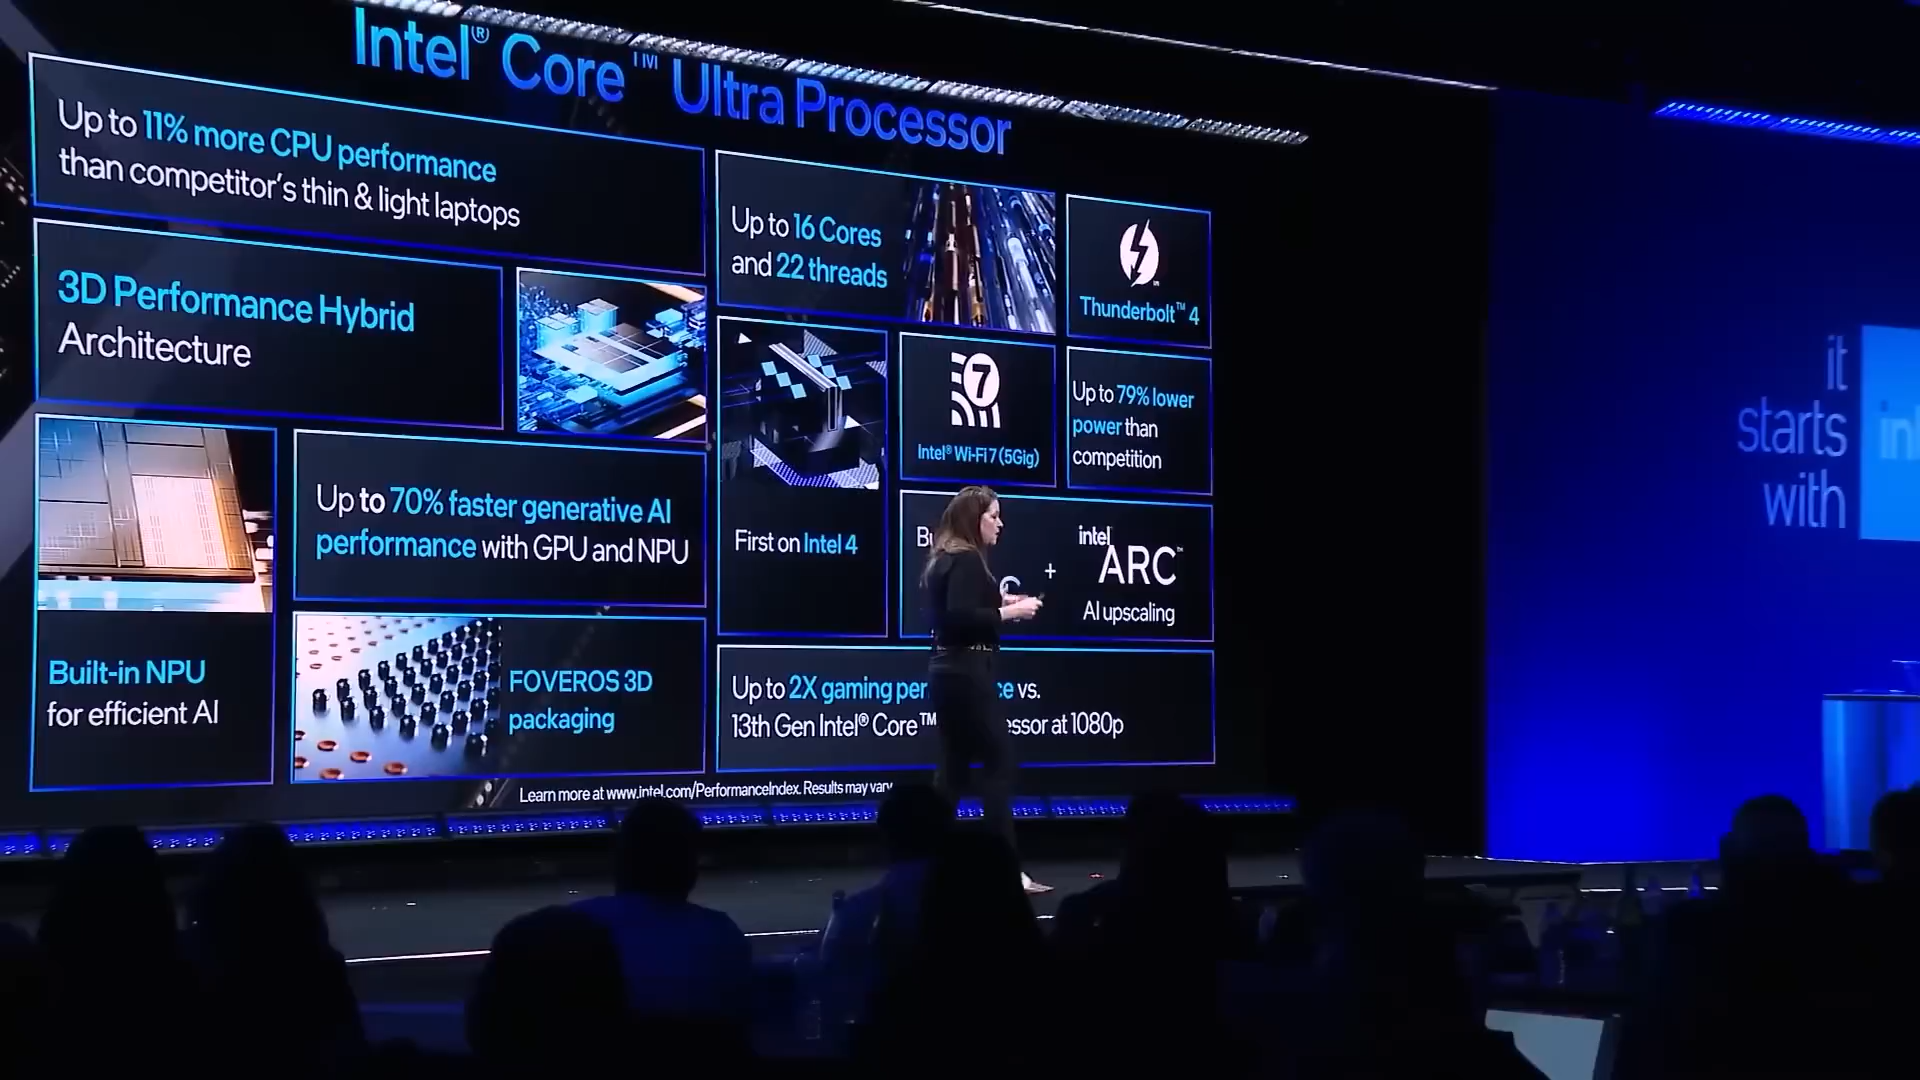 Intel® Core™ Ultra Processor
Up to 11% more CPU performance
than competitor's thin & light laptops
3D Performance Hybrid
Architecture
Built-in NPU
for efficient AI
Up to 70% faster generative AI
performance with GPU and NPU
FOVEROS 3D
packaging
Up to 16 Cores
and 22 threads
Thunderbolt™ 4
First on Intel 4
7
Intel® Wi-Fi 7 (5Gig)
Up to 79% lower
power than
competition
+
intel
ARC™
AI upscaling
Up to 2X gaming vs.
13th Gen Intel® Core™ at 1080p
Learn more at www.intel.com/PerformanceIndex. Results may vary
it
starts
with